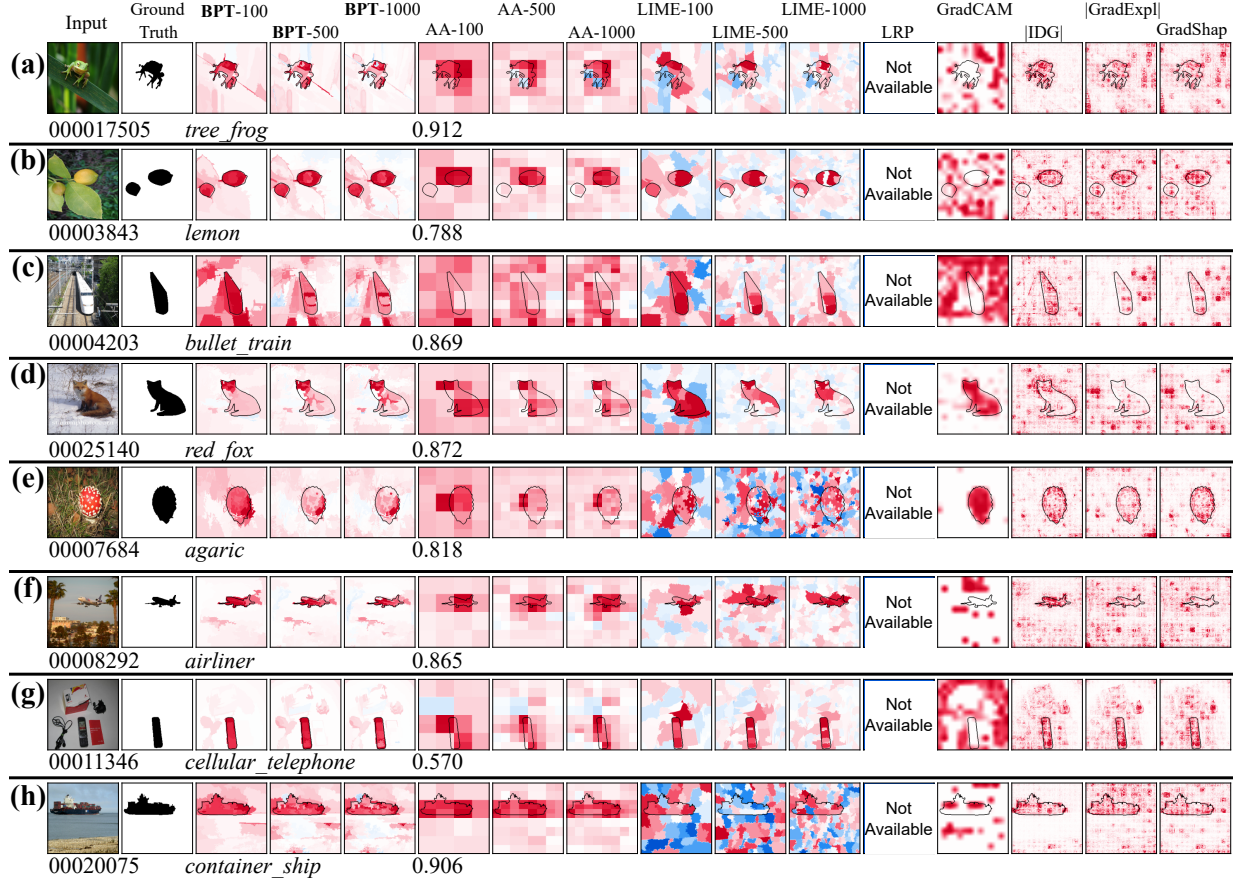 Input Ground Truth BPT-100 BPT-500 BPT-1000 AA-100 AA-500 AA-1000 LIME-100 LIME-500 LIME-1000 LRP GradCAM |IDG| |GradExpl| GradShap
(a) Not Available
000017505 tree_frog 0.912
(b) Not Available
00003843 lemon 0.788
(c) Not Available
00004203 bullet_train 0.869
(d) Not Available
00025140 red_fox 0.872
(e) Not Available
00007684 agaric 0.818
(f) Not Available
00008292 airliner 0.865
(g) Not Available
00011346 cellular_telephone 0.570
(h) Not Available
00020075 container_ship 0.906